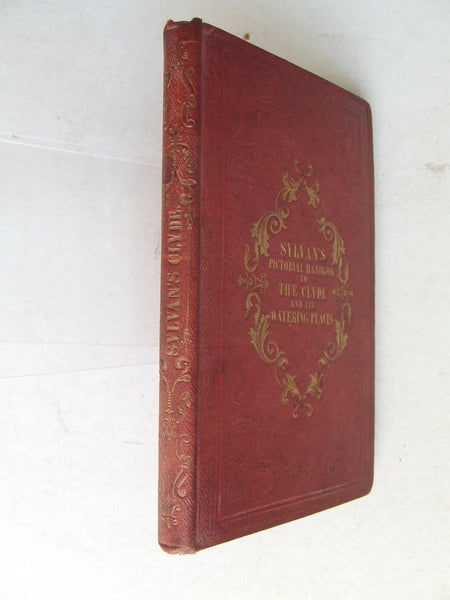 SYLVAN'S CLYDE
SYLVAN'S
PICTORIAL HANDBOOK
TO
THE CLYDE
AND ITS
WATERING PLACES